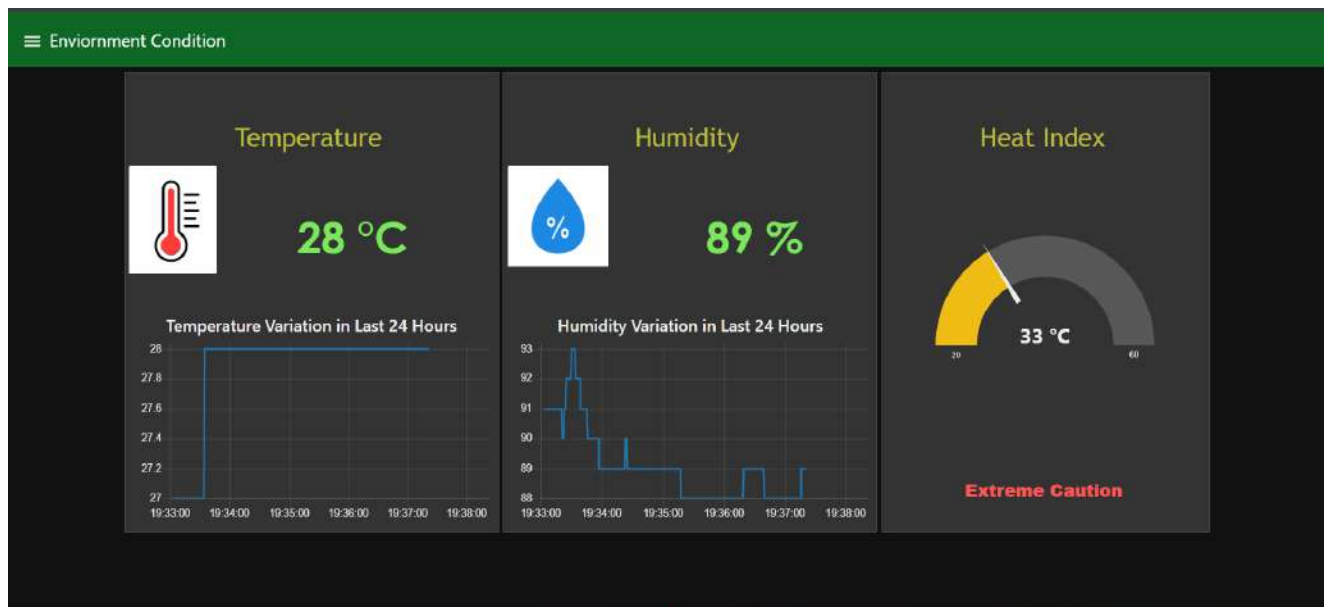 Enviornment Condition
Temperature
28 °C
Temperature Variation in Last 24 Hours
28
27.8
27.6
27.4
27.2
27
19:33:00 19:34:00 19:35:00 19:36:00 19:37:00 19:38:00
Humidity
%
89 %
Humidity Variation in Last 24 Hours
93
92
91
90
89
88
19:33:00 19:34:00 19:35:00 19:36:00 19:37:00 19:38:00
Heat Index
33 °C
20 60
Extreme Caution